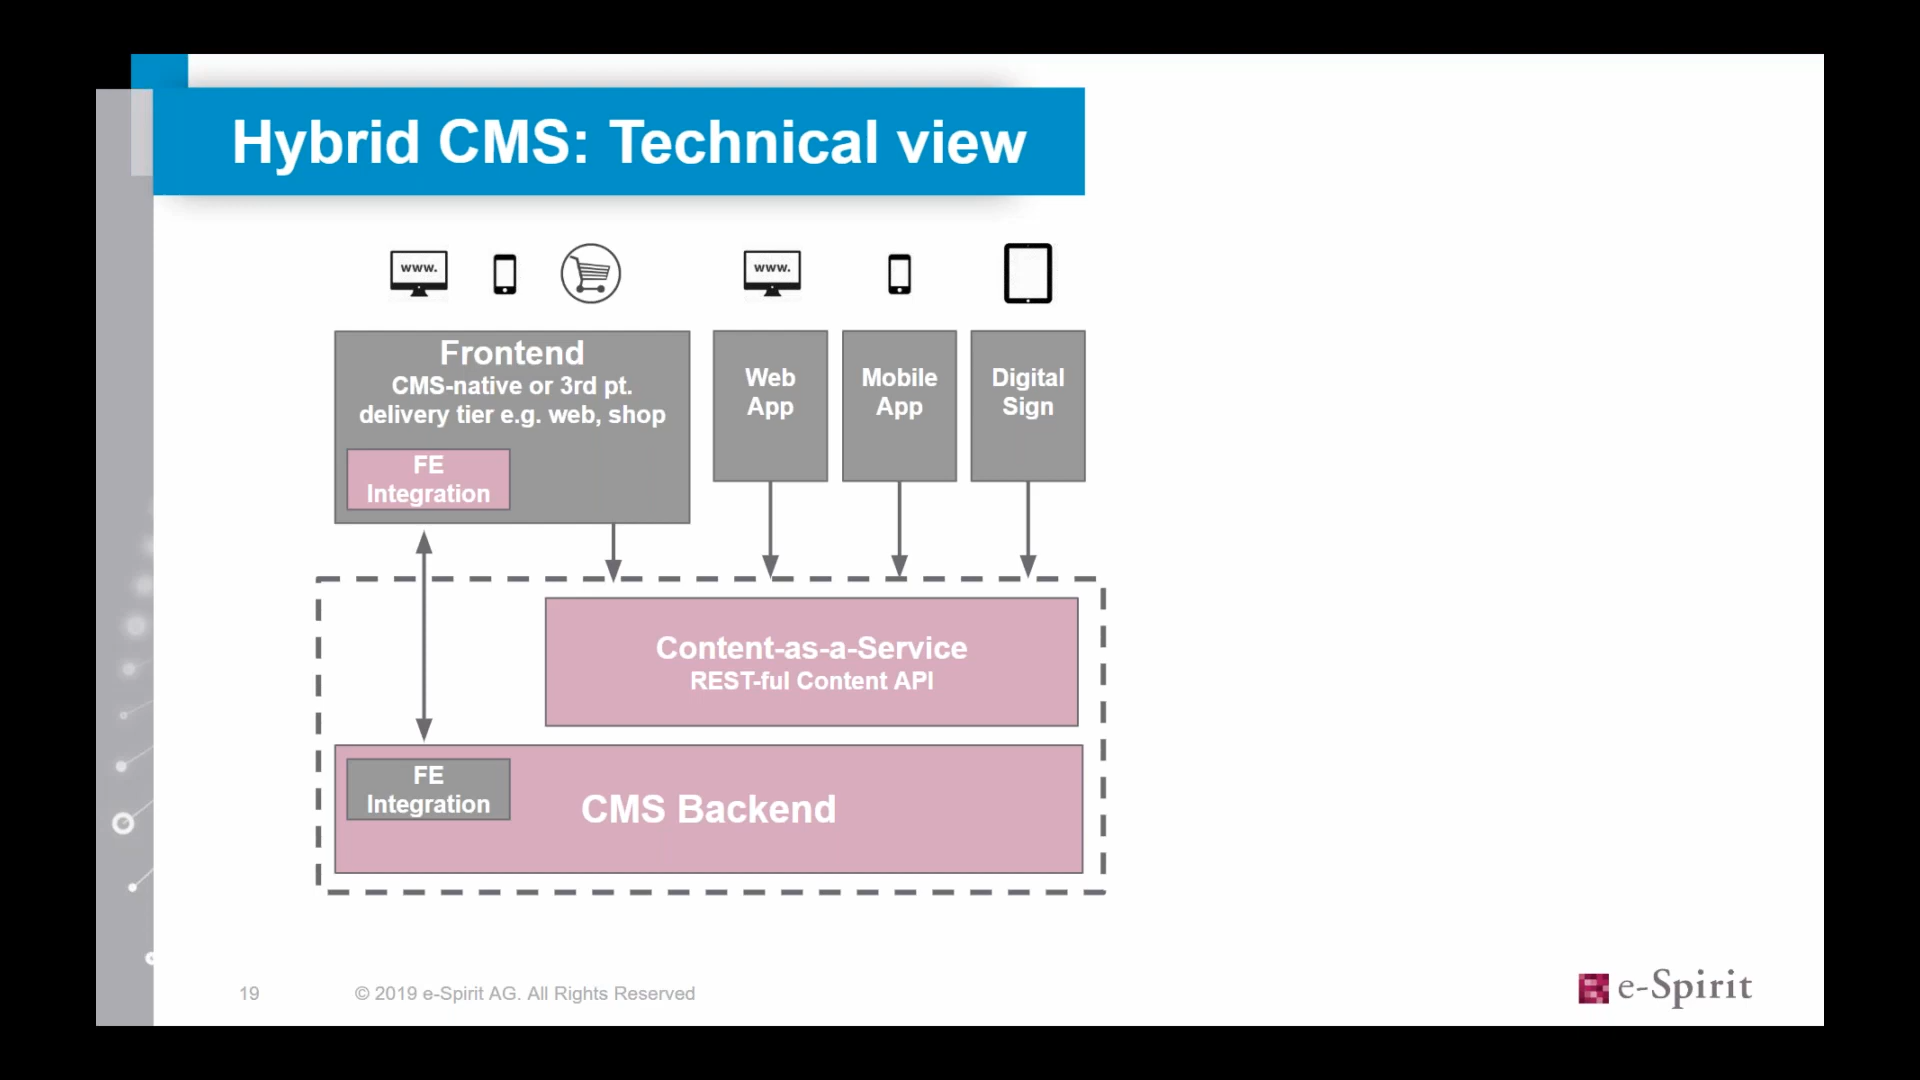 Hybrid CMS: Technical view
www.
www.
Frontend
CMS-native or 3rd pt.
delivery tier e.g. web, shop
FE
Integration
Web
App
Mobile
App
Digital
Sign
Content-as-a-Service
REST-ful Content API
FE
Integration
CMS Backend
19
© 2019 e-Spirit AG. All Rights Reserved
e-Spirit